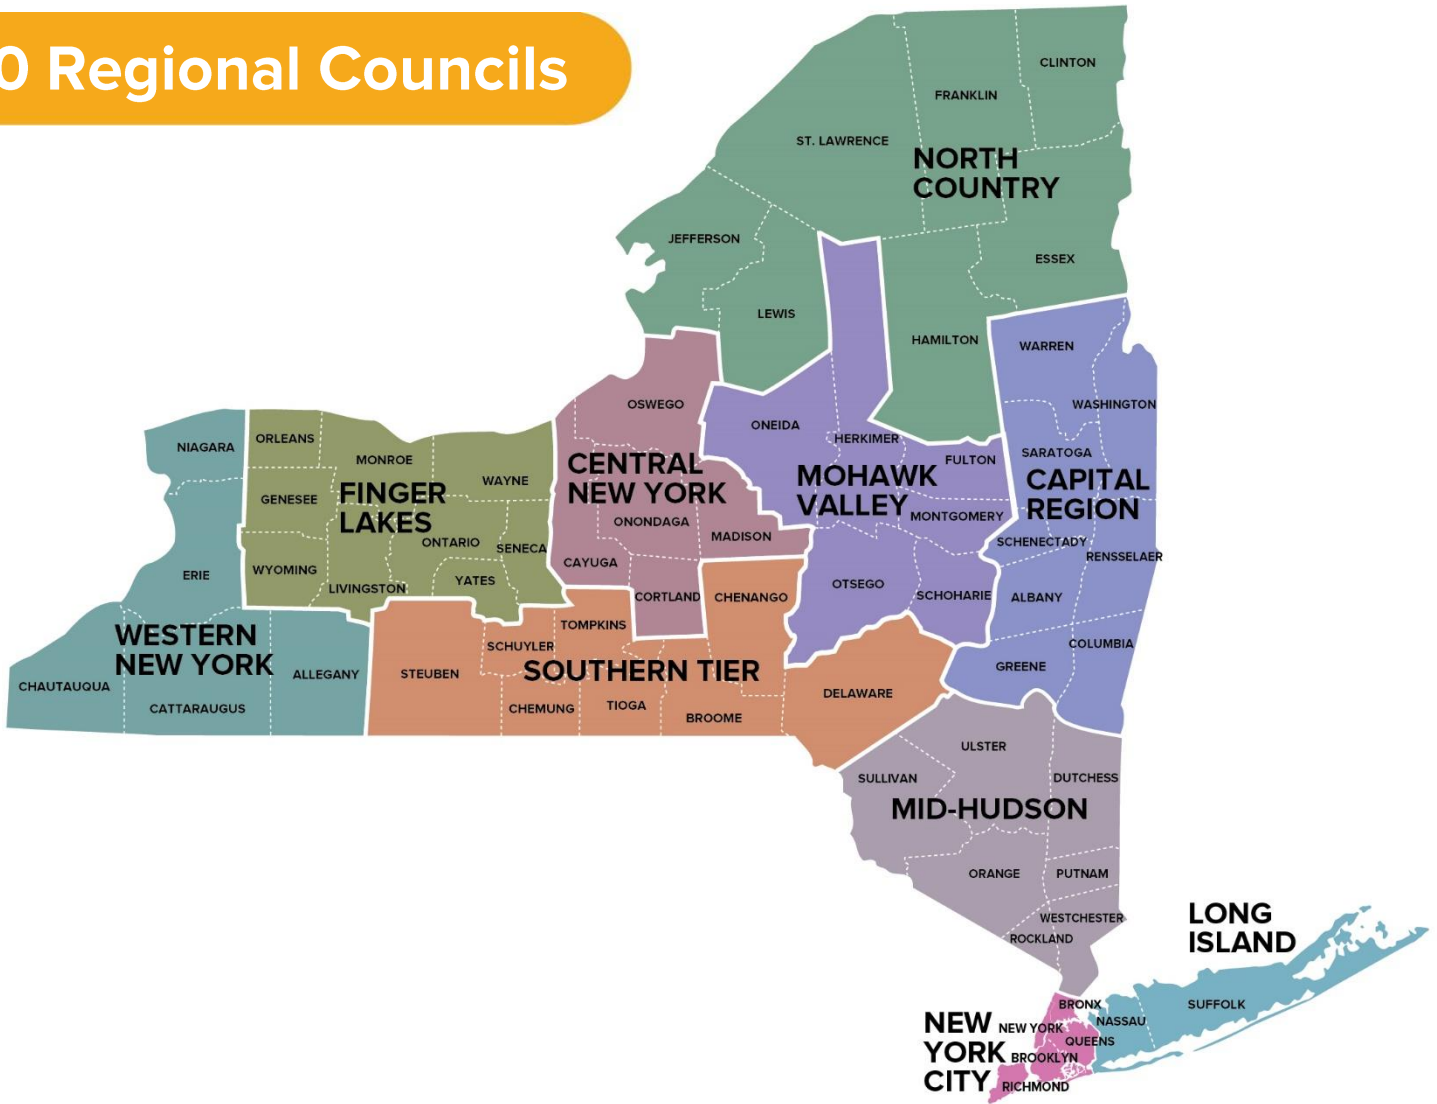 0 Regional Councils
CLINTON
FRANKLIN
ST. LAWRENCE
NORTH
COUNTRY
JEFFERSON
ESSEX
LEWIS
HAMILTON
WARREN
WASHINGTON
SARATOGA
CAPITAL
REGION
SCHENECTADY
RENSSELAER
ALBANY
COLUMBIA
GREENE
ONEIDA
HERKIMER
FULTON
MOHAWK
VALLEY
MONTGOMERY
OTSEGO
SCHOHARIE
OSWEGO
CENTRAL
NEW YORK
ONONDAGA
MADISON
CAYUGA
CORTLAND
ORLEANS
MONROE
WAYNE
GENESEE
FINGER
LAKES
ONTARIO
SENECA
WYOMING
LIVINGSTON
YATES
NIAGARA
ERIE
WESTERN
NEW YORK
CHAUTAUQUA
CATTARAUGUS
ALLEGANY
CHENANGO
TOMPKINS
SCHUYLER
SOUTHERN TIER
STEUBEN
CHEMUNG
TIOGA
BROOME
DELAWARE
ULSTER
SULLIVAN
DUTCHESS
MID-HUDSON
ORANGE
PUTNAM
WESTCHESTER
ROCKLAND
LONG
ISLAND
SUFFOLK
NASSAU
NEW
YORK
CITY
BRONX
NEW YORK
QUEENS
BROOKLYN
RICHMOND